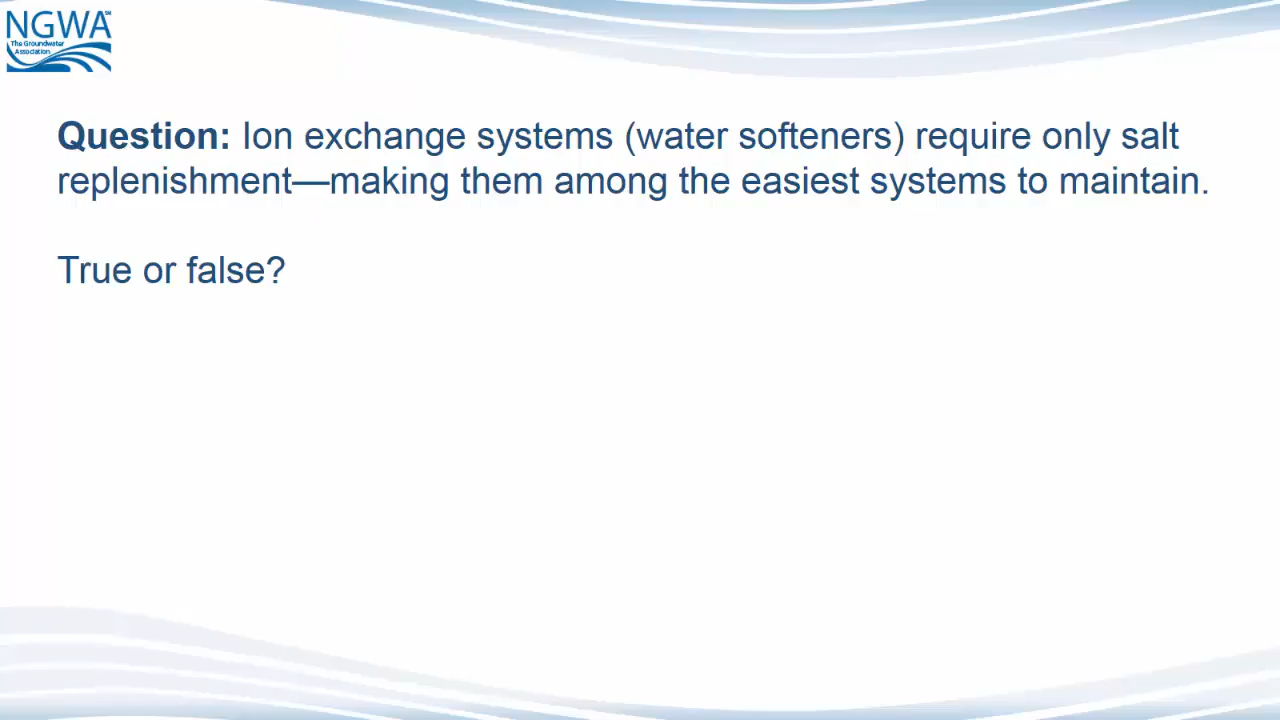 NGWA℠
The Groundwater
Association
Question: Ion exchange systems (water softeners) require only salt
replenishment—making them among the easiest systems to maintain.
True or false?